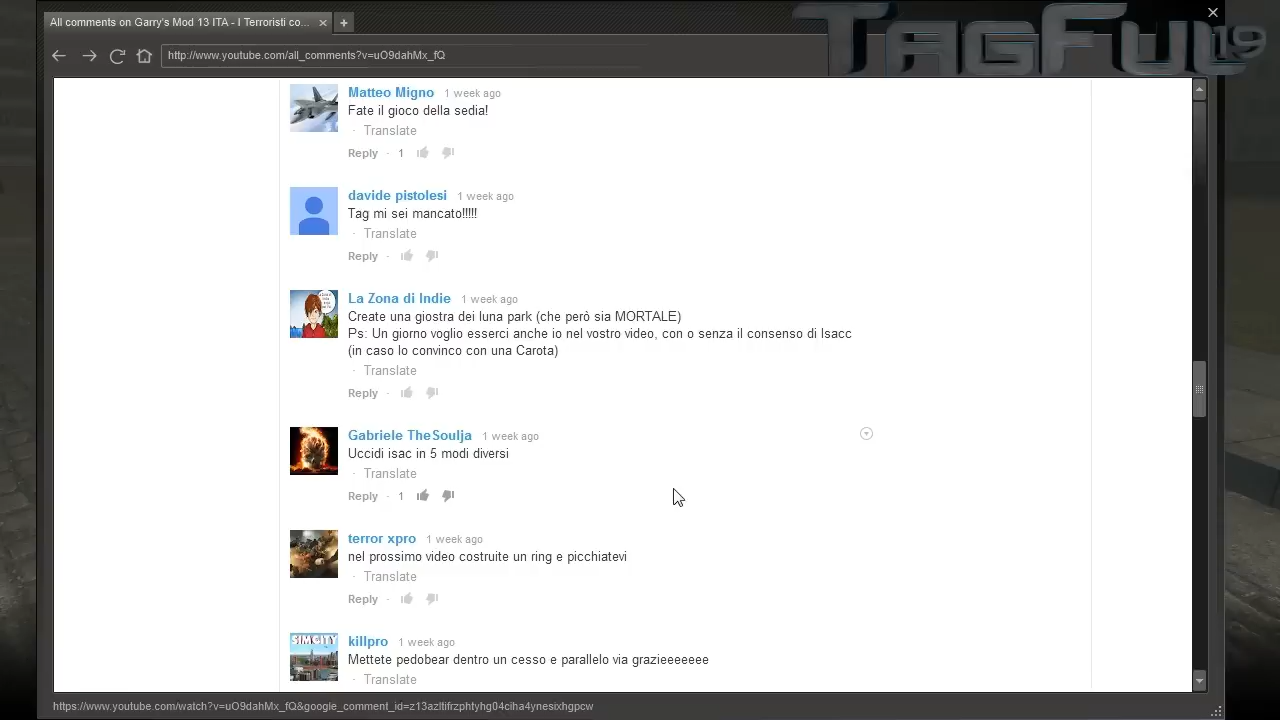 All comments on Garry's Mod 13 ITA - I Terroristi co...
TAGFUL19
http://www.youtube.com/all_comments?v=uO9dahMx_fQ
Matteo Migno 1 week ago
Fate il gioco della sedia!
· Translate
Reply · 1
davide pistolesi 1 week ago
Tag mi sei mancato!!!!!
· Translate
Reply ·
La Zona di Indie 1 week ago
Create una giostra dei luna park (che però sia MORTALE)
Ps: Un giorno voglio esserci anche io nel vostro video, con o senza il consenso di Isacc
(in caso lo convinco con una Carota)
· Translate
Reply ·
Gabriele TheSoulja 1 week ago
Uccidi isac in 5 modi diversi
· Translate
Reply · 1
terror xpro 1 week ago
nel prossimo video costruite un ring e picchiatevi
· Translate
Reply ·
SIMCITY
killpro 1 week ago
Mettete pedobear dentro un cesso e parallelo via grazieeeeeee
· Translate
https://www.youtube.com/watch?v=uO9dahMx_fQ&google_comment_id=z13azltifrzphtyhg04ciha4ynesixhgpcw